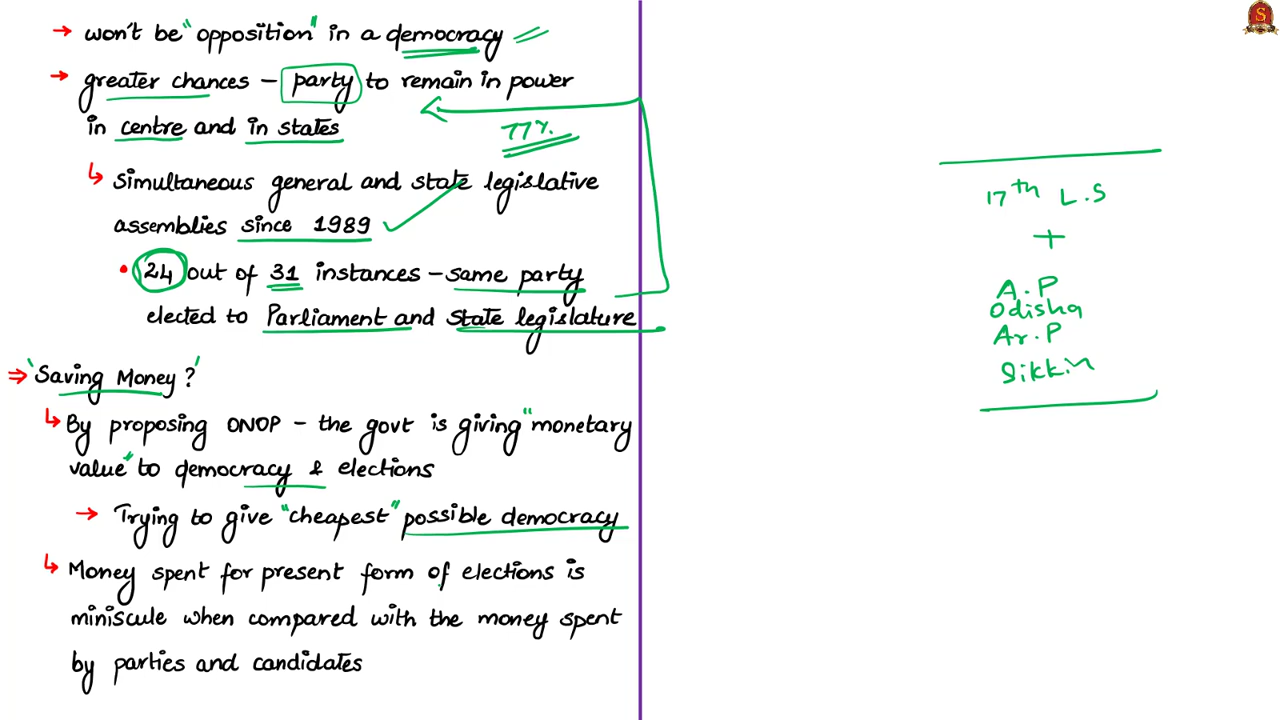 → won't be "opposition" in a democracy
→ greater chances – party to remain in power
in centre and in states
77%
↳ Simultaneous general and state legislative
assemblies since 1989
• 24 out of 31 instances – same party
elected to Parliament and state legislature
⇒ 'Saving Money?'
↳ By proposing ONOP – the govt is giving "monetary
value" to democracy & elections
→ Trying to give "cheapest" possible democracy
↳ Money spent for present form of elections is
miniscule when compared with the money spent
by parties and candidates
17th L.S
+
A.P
Odisha
Ar.P
Sikkim
S